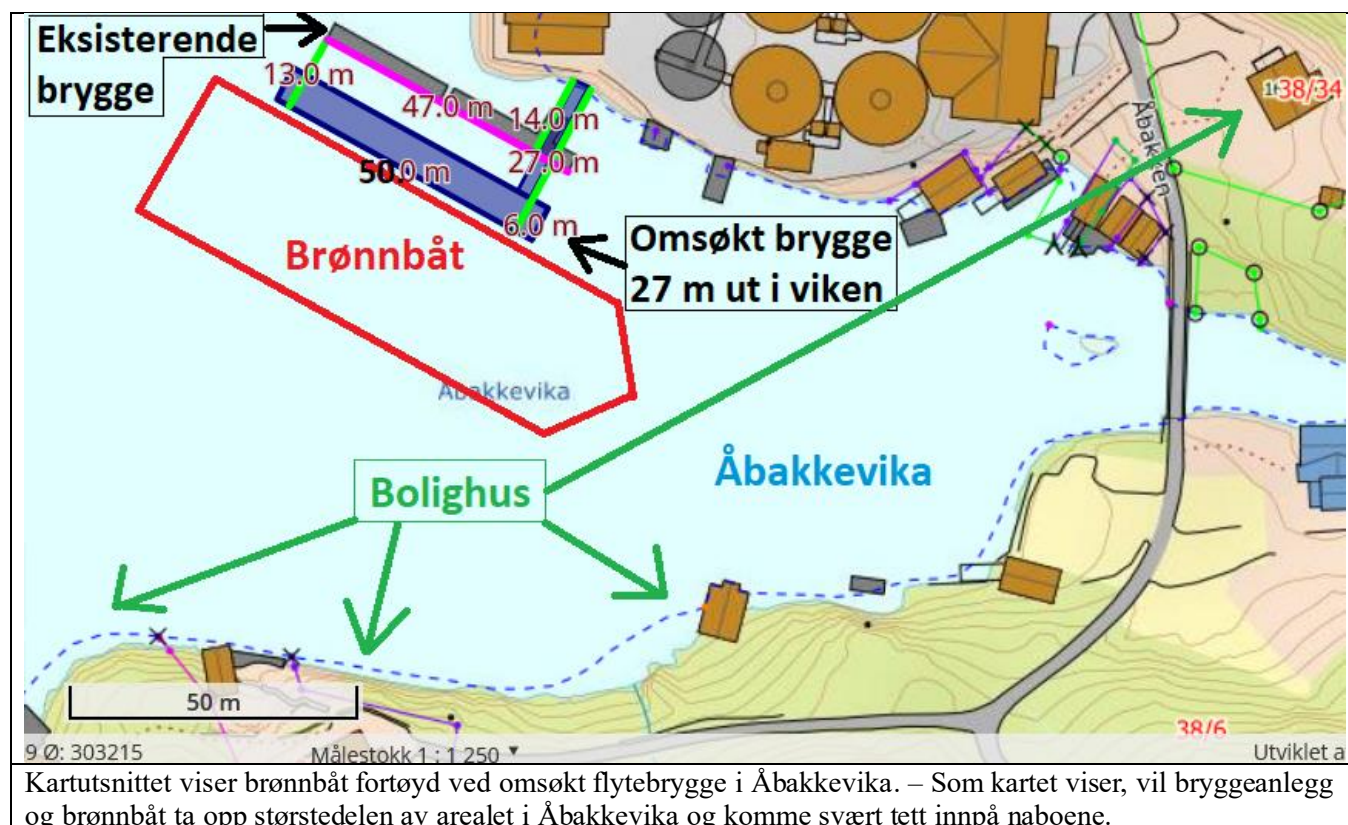 Eksisterende
brygge
13.0 m
47.0 m
14.0 m
27.0 m
50.0 m
6.0 m
Brønnbåt
Omsøkt brygge
27 m ut i viken
Åbakken
38/34
Åbakkevika
Åbakkevika
Bolighus
50 m
38/6
9 Ø: 303215
Målestokk 1 : 1 250
Utviklet a
Kartutsnittet viser brønnbåt fortøyd ved omsøkt flytebrygge i Åbakkevika. – Som kartet viser, vil bryggeanlegg
og brønnbåt ta opp størstedelen av arealet i Åbakkevika og komme svært tett innpå naboene.